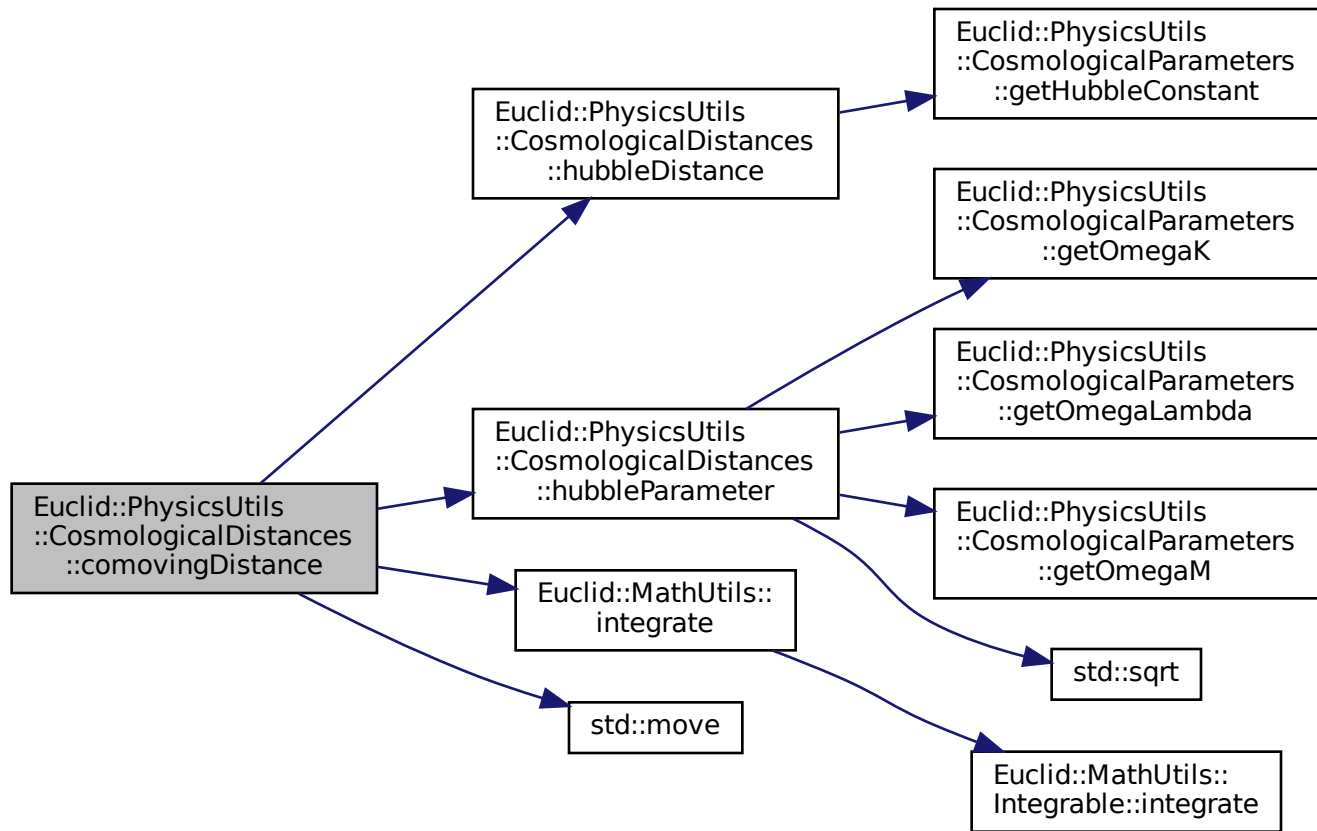 Euclid::PhysicsUtils
::CosmologicalDistances
::comovingDistance
Euclid::PhysicsUtils
::CosmologicalDistances
::hubbleDistance
Euclid::PhysicsUtils
::CosmologicalParameters
::getHubbleConstant
Euclid::PhysicsUtils
::CosmologicalDistances
::hubbleParameter
Euclid::PhysicsUtils
::CosmologicalParameters
::getOmegaK
Euclid::PhysicsUtils
::CosmologicalParameters
::getOmegaLambda
Euclid::PhysicsUtils
::CosmologicalParameters
::getOmegaM
std::sqrt
Euclid::MathUtils::
integrate
Euclid::MathUtils::
Integrable::integrate
std::move